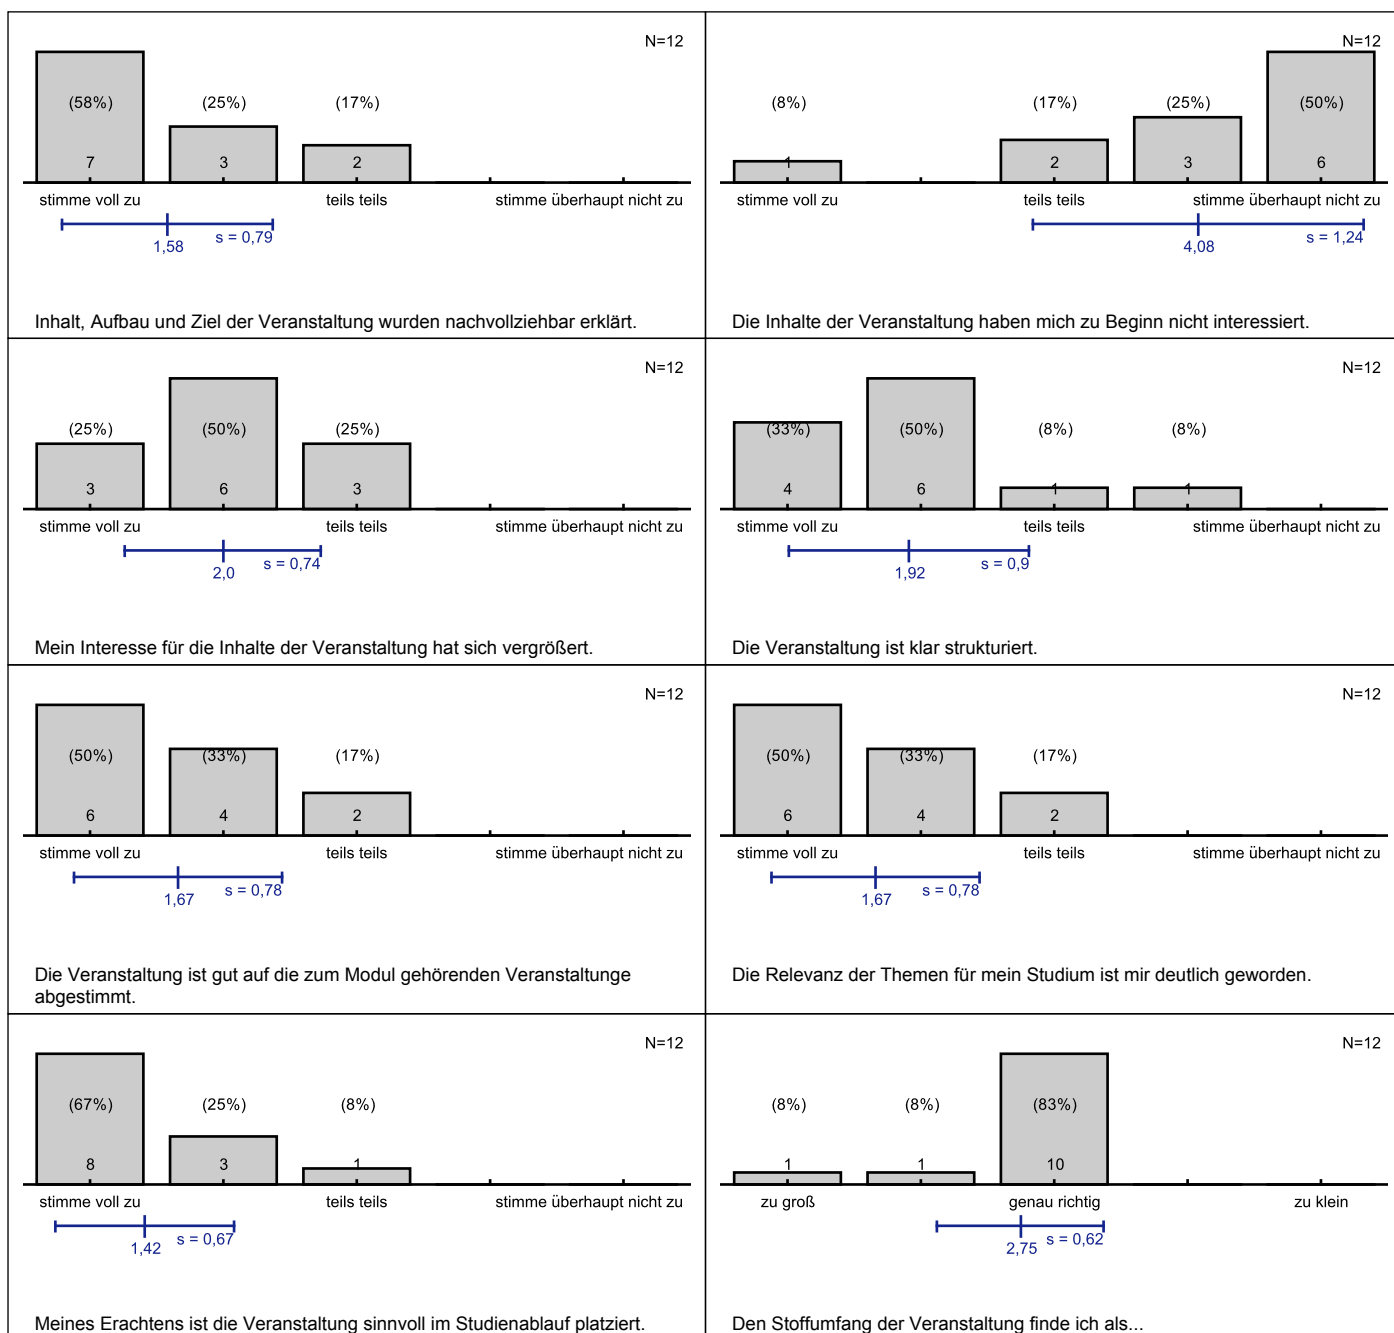 N=12
(58%) (25%) (17%)
7 3 2
stimme voll zu teils teils stimme überhaupt nicht zu
1,58 s = 0,79
Inhalt, Aufbau und Ziel der Veranstaltung wurden nachvollziehbar erklärt.
N=12
(8%) (17%) (25%) (50%)
1 2 3 6
stimme voll zu teils teils stimme überhaupt nicht zu
4,08 s = 1,24
Die Inhalte der Veranstaltung haben mich zu Beginn nicht interessiert.
N=12
(25%) (50%) (25%)
3 6 3
stimme voll zu teils teils stimme überhaupt nicht zu
2,0 s = 0,74
Mein Interesse für die Inhalte der Veranstaltung hat sich vergrößert.
N=12
(33%) (50%) (8%) (8%)
4 6 1 1
stimme voll zu teils teils stimme überhaupt nicht zu
1,92 s = 0,9
Die Veranstaltung ist klar strukturiert.
N=12
(50%) (33%) (17%)
6 4 2
stimme voll zu teils teils stimme überhaupt nicht zu
1,67 s = 0,78
Die Veranstaltung ist gut auf die zum Modul gehörenden Veranstaltunge
abgestimmt.
N=12
(50%) (33%) (17%)
6 4 2
stimme voll zu teils teils stimme überhaupt nicht zu
1,67 s = 0,78
Die Relevanz der Themen für mein Studium ist mir deutlich geworden.
N=12
(67%) (25%) (8%)
8 3 1
stimme voll zu teils teils stimme überhaupt nicht zu
1,42 s = 0,67
Meines Erachtens ist die Veranstaltung sinnvoll im Studienablauf platziert.
N=12
(8%) (8%) (83%)
1 1 10
zu groß genau richtig zu klein
2,75 s = 0,62
Den Stoffumfang der Veranstaltung finde ich als...